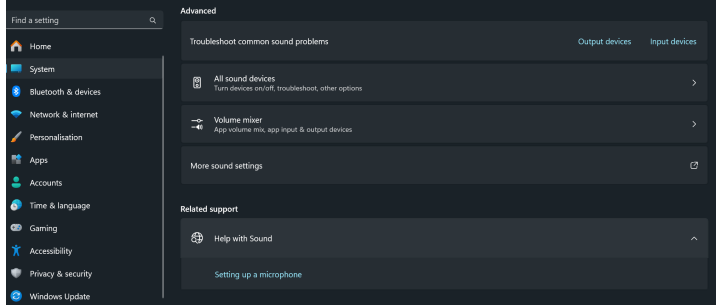 Find a setting
Home
System
Bluetooth & devices
Network & internet
Personalisation
Apps
Accounts
Time & language
Gaming
Accessibility
Privacy & security
Windows Update
Advanced
Troubleshoot common sound problems
Output devices
Input devices
All sound devices
Turn devices on/off, troubleshoot, other options
Volume mixer
App volume mix, app input & output devices
More sound settings
Related support
Help with Sound
Setting up a microphone